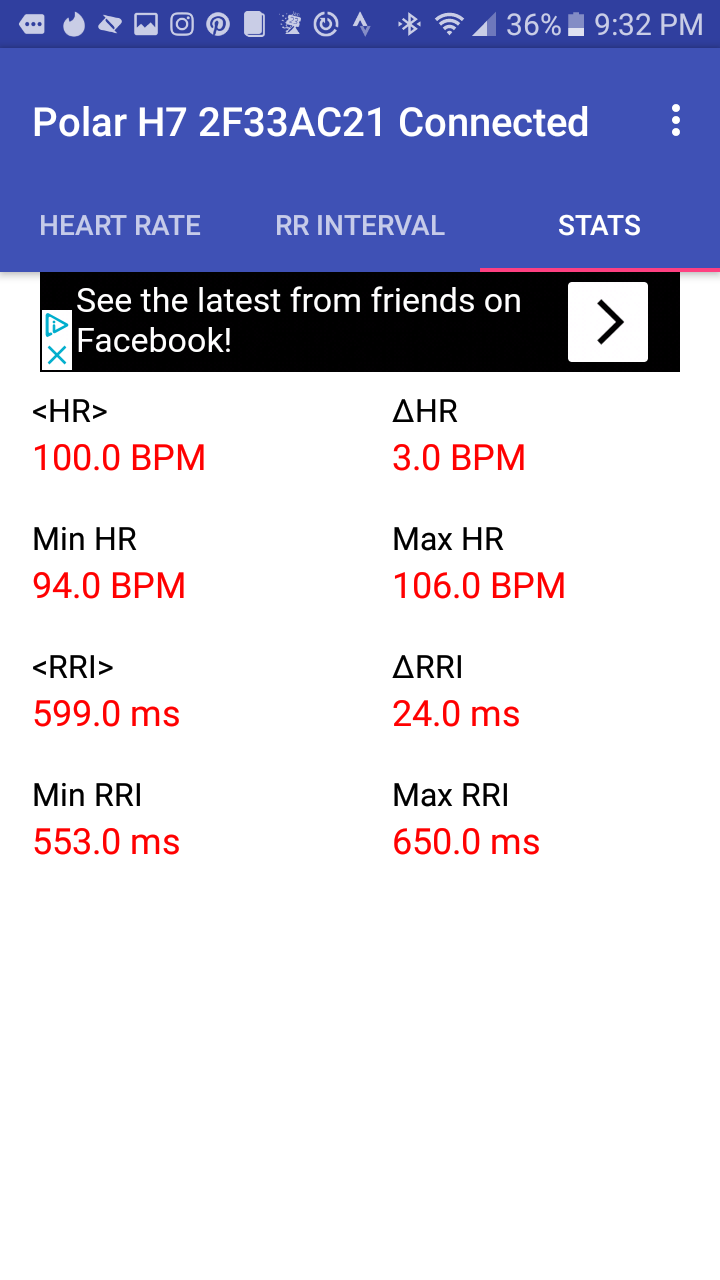 36% 9:32 PM
Polar H7 2F33AC21 Connected
HEART RATE RR INTERVAL STATS
See the latest from friends on
Facebook!
<HR> ΔHR
100.0 BPM 3.0 BPM
Min HR Max HR
94.0 BPM 106.0 BPM
<RRI> ΔRRI
599.0 ms 24.0 ms
Min RRI Max RRI
553.0 ms 650.0 ms